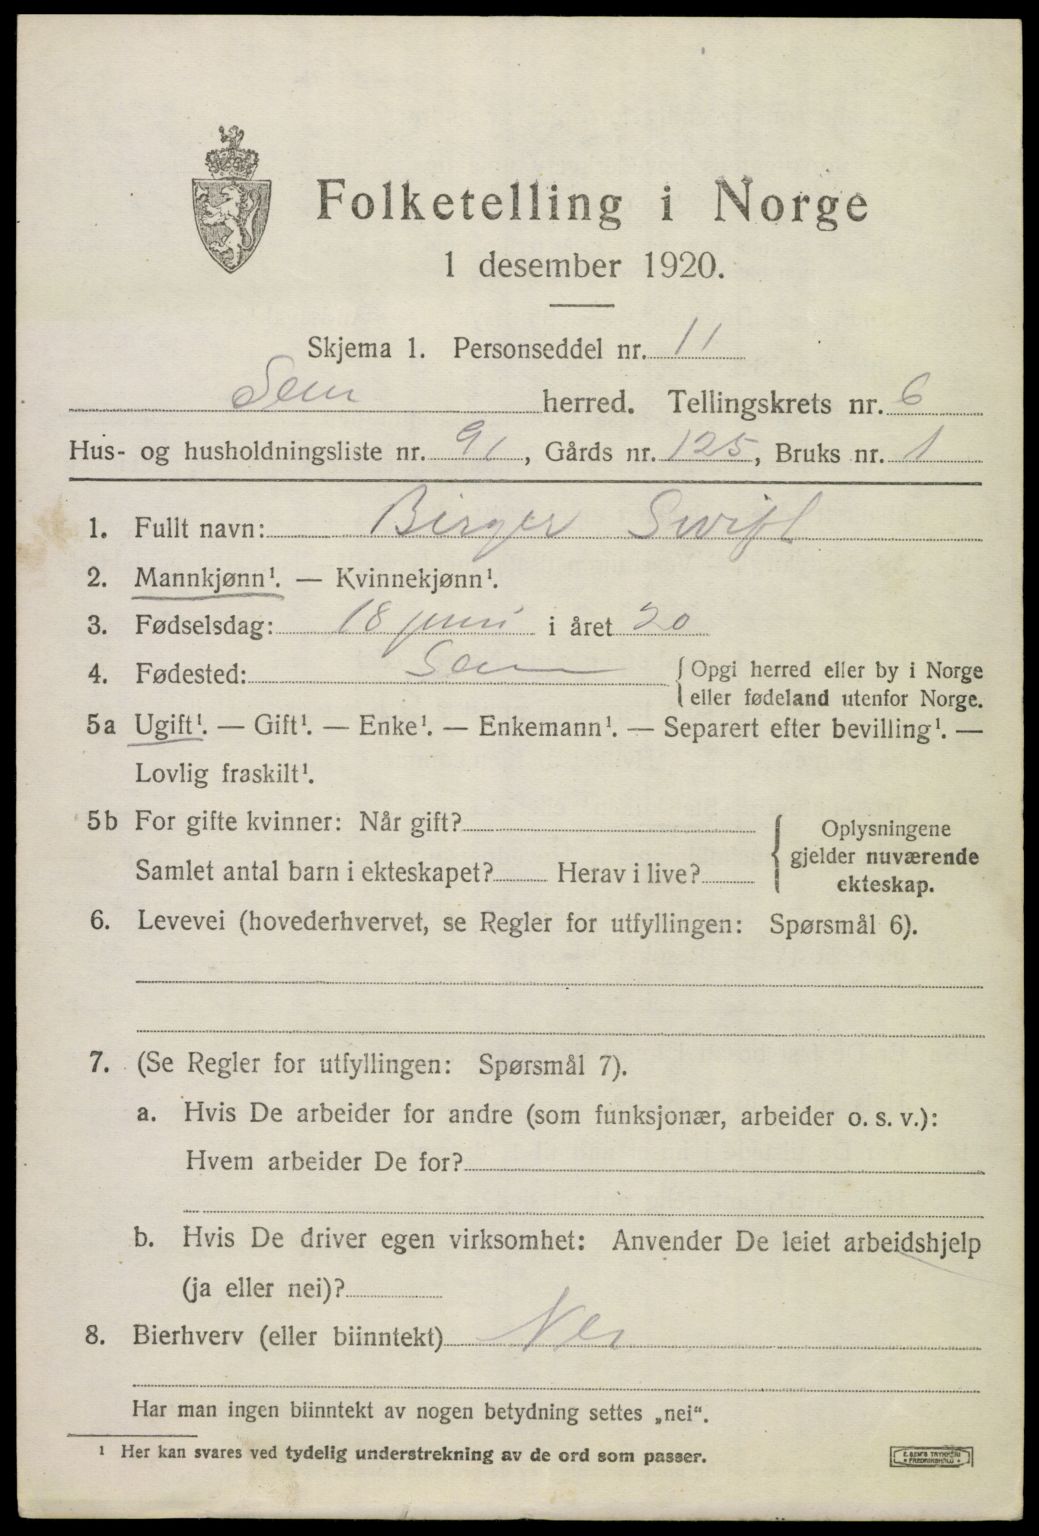 Folketelling i Norge
1 desember 1920.
Skjema 1. Personseddel nr. 11
Sem herred. Tellingskrets nr. 6
Hus- og husholdningsliste nr. 91, Gårds nr. 125, Bruks nr. 1
1. Fullt navn: Birger Swift
2. Mannkjønn¹. — Kvinnekjønn¹.
3. Fødselsdag: 18 juni i året 20
4. Fødested: Sem { Opgi herred eller by i Norge
eller fødeland utenfor Norge.
5a Ugift¹. — Gift¹. — Enke¹. — Enkemann¹. — Separert efter bevilling¹. —
Lovlig fraskilt¹.
5b For gifte kvinner: Når gift?
Samlet antal barn i ekteskapet? Herav i live?
{ Oplysningene
gjelder nuværende
ekteskap.
6. Levevei (hovederhvervet, se Regler for utfyllingen: Spørsmål 6).
7. (Se Regler for utfyllingen: Spørsmål 7).
a. Hvis De arbeider for andre (som funksjonær, arbeider o. s. v.):
Hvem arbeider De for?
b. Hvis De driver egen virksomhet: Anvender De leiet arbeidshjelp
(ja eller nei)?
8. Bierhverv (eller biinntekt) Nei
Har man ingen biinntekt av nogen betydning settes „nei“.
¹ Her kan svares ved tydelig understrekning av de ord som passer.
E. SEM'S TRYKKERI
FREDRIKSHALD